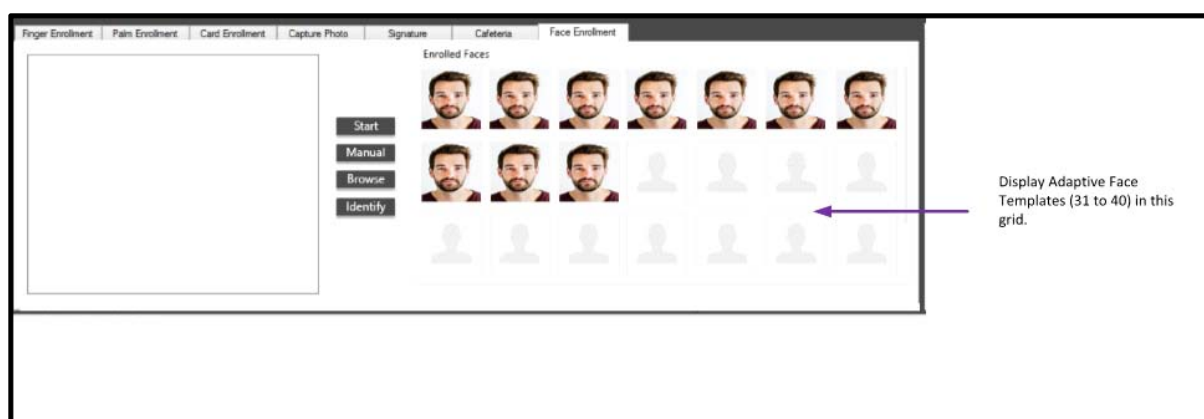 Finger Enrollment Palm Enrollment Card Enrollment Capture Photo Signature Cafeteria Face Enrollment
Enrolled Faces
Start
Manual
Browse
Identify
Display Adaptive Face
Templates (31 to 40) in this
grid.